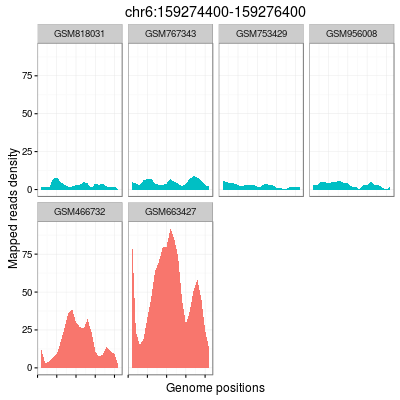 chr6:159274400-159276400
GSM818031 GSM767343 GSM753429 GSM956008
75
50
25
0
GSM466732 GSM663427
75
50
25
0
Mapped reads density
Genome positions